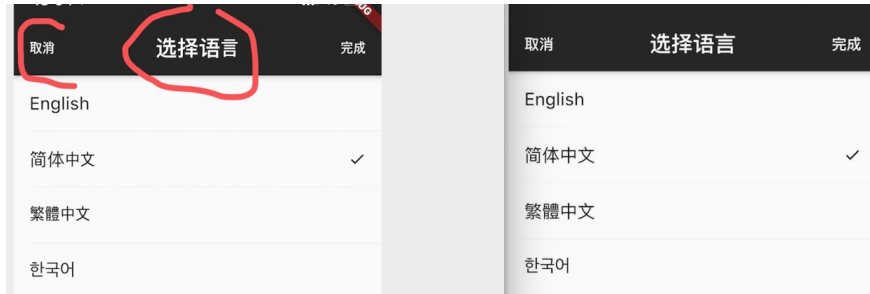 UG
取消 选择语言 完成
English
简体中文
繁體中文
한국어
取消 选择语言 完成
English
简体中文
繁體中文
한국어